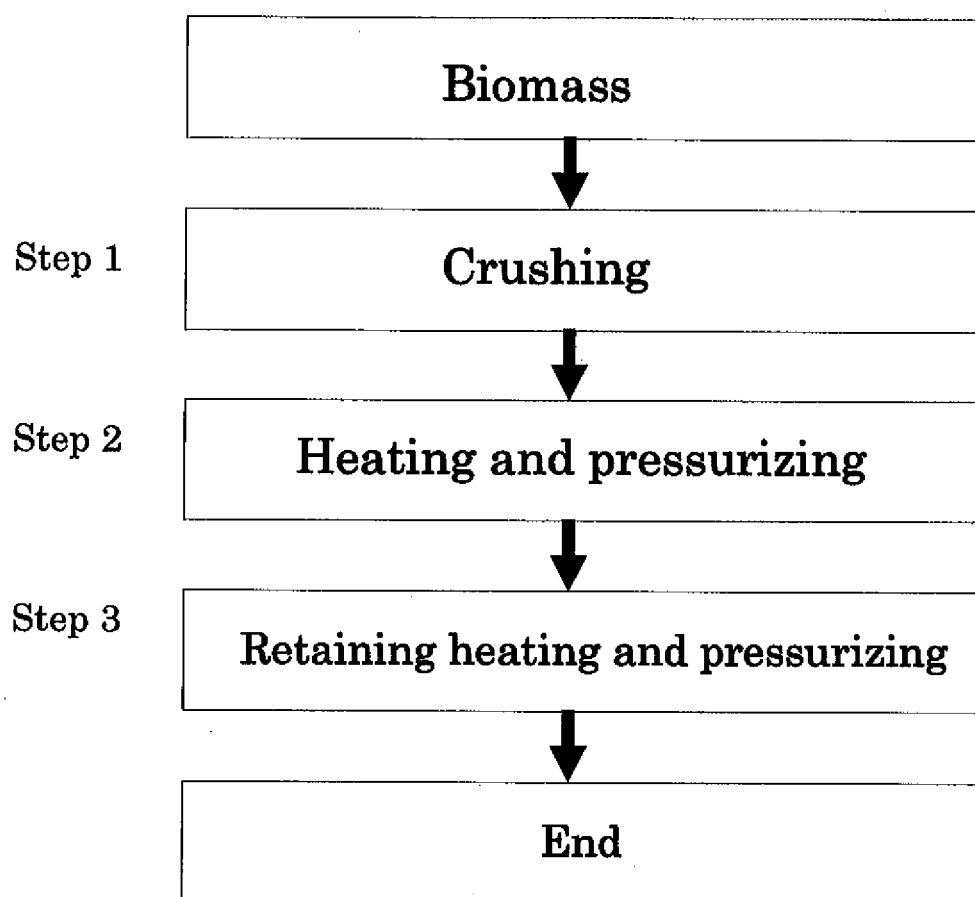 Biomass
Step 1
Crushing
Step 2
Heating and pressurizing
Step 3
Retaining heating and pressurizing
End